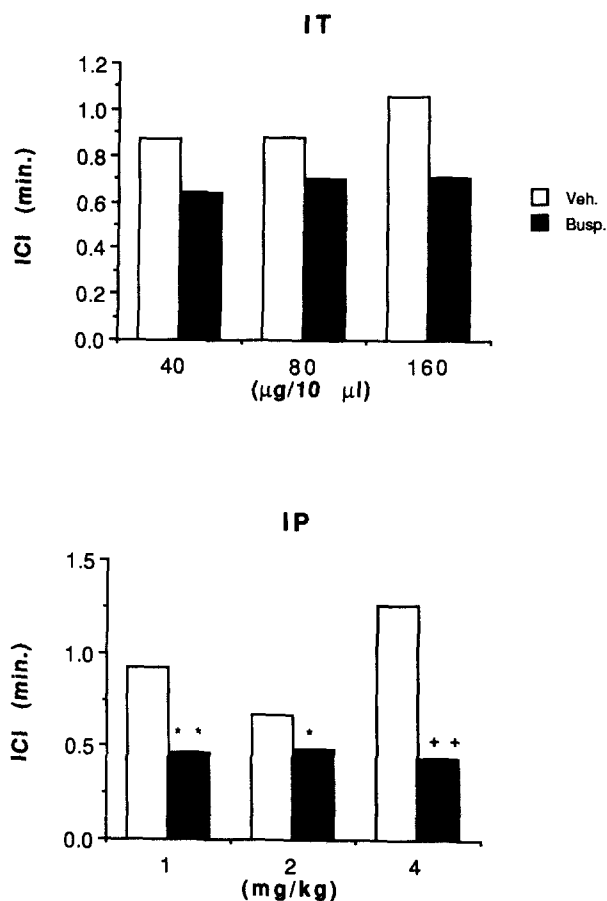 IT
1.2
1.0
0.8
0.6
0.4
0.2
0.0
ICI (min.)
Veh.
Busp.
40 80 160
(µg/10 µl)
IP
1.5
1.0
0.5
0.0
ICI (min.)
* * * + +
1 2 4
(mg/kg)